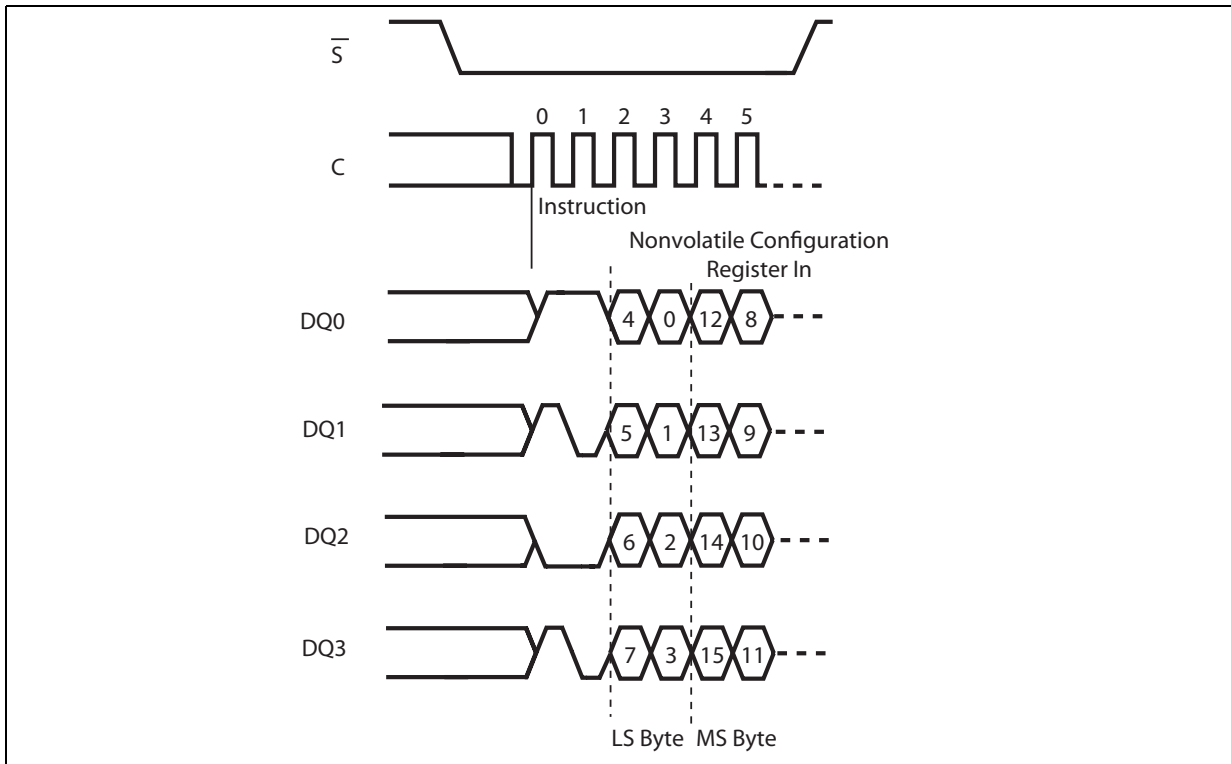 S
0 1 2 3 4 5
C
Instruction
Nonvolatile Configuration
Register In
DQ0 4 0 12 8
DQ1 5 1 13 9
DQ2 6 2 14 10
DQ3 7 3 15 11
LS Byte MS Byte